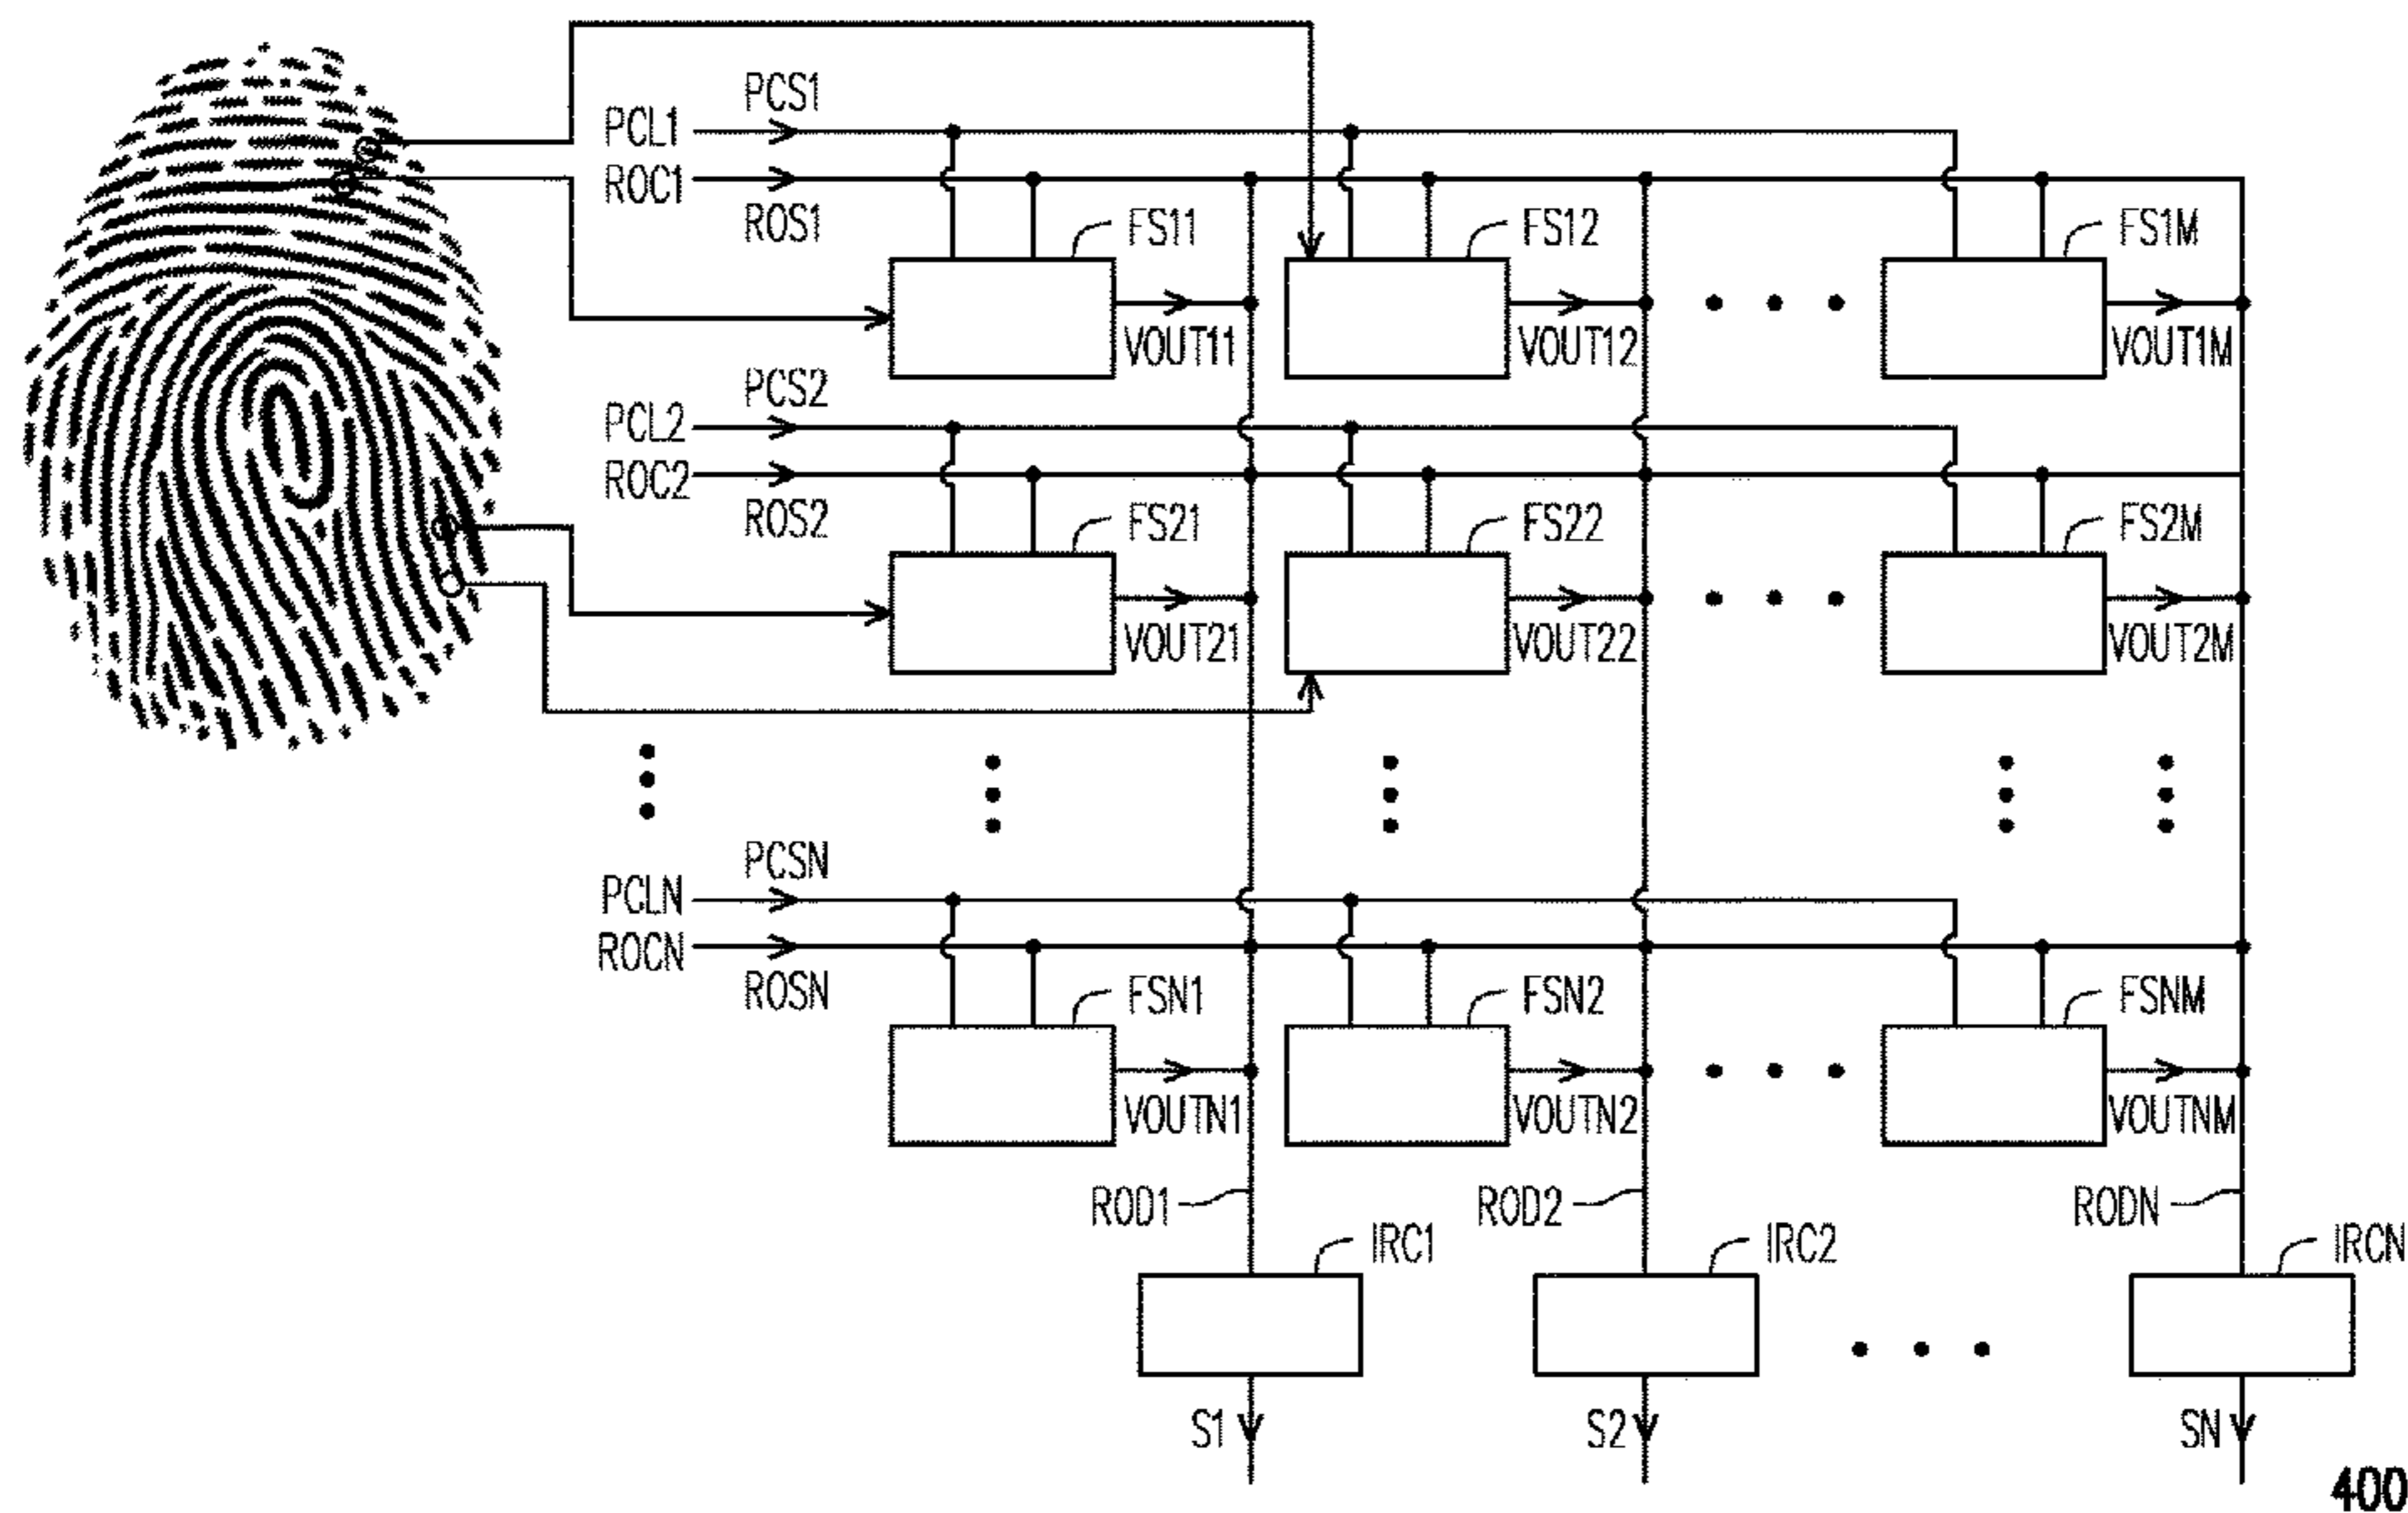 PCS1
PCL1
ROC1
ROS1
FS11
FS12
FS1M
VOUT11
VOUT12
VOUT1M
PCS2
PCL2
ROC2
ROS2
FS21
FS22
FS2M
VOUT21
VOUT22
VOUT2M
PCSN
PCLN
ROCN
ROSN
FSN1
FSN2
FSNM
VOUTN1
VOUTN2
VOUTNM
ROD1
ROD2
RODN
IRC1
IRC2
IRCN
S1
S2
SN
400